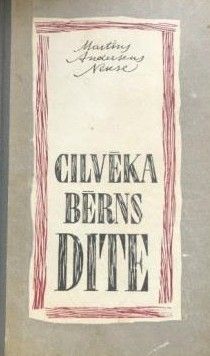 Martins
Andersens
Nekse
CILVĒKA
BĒRNS
DITE